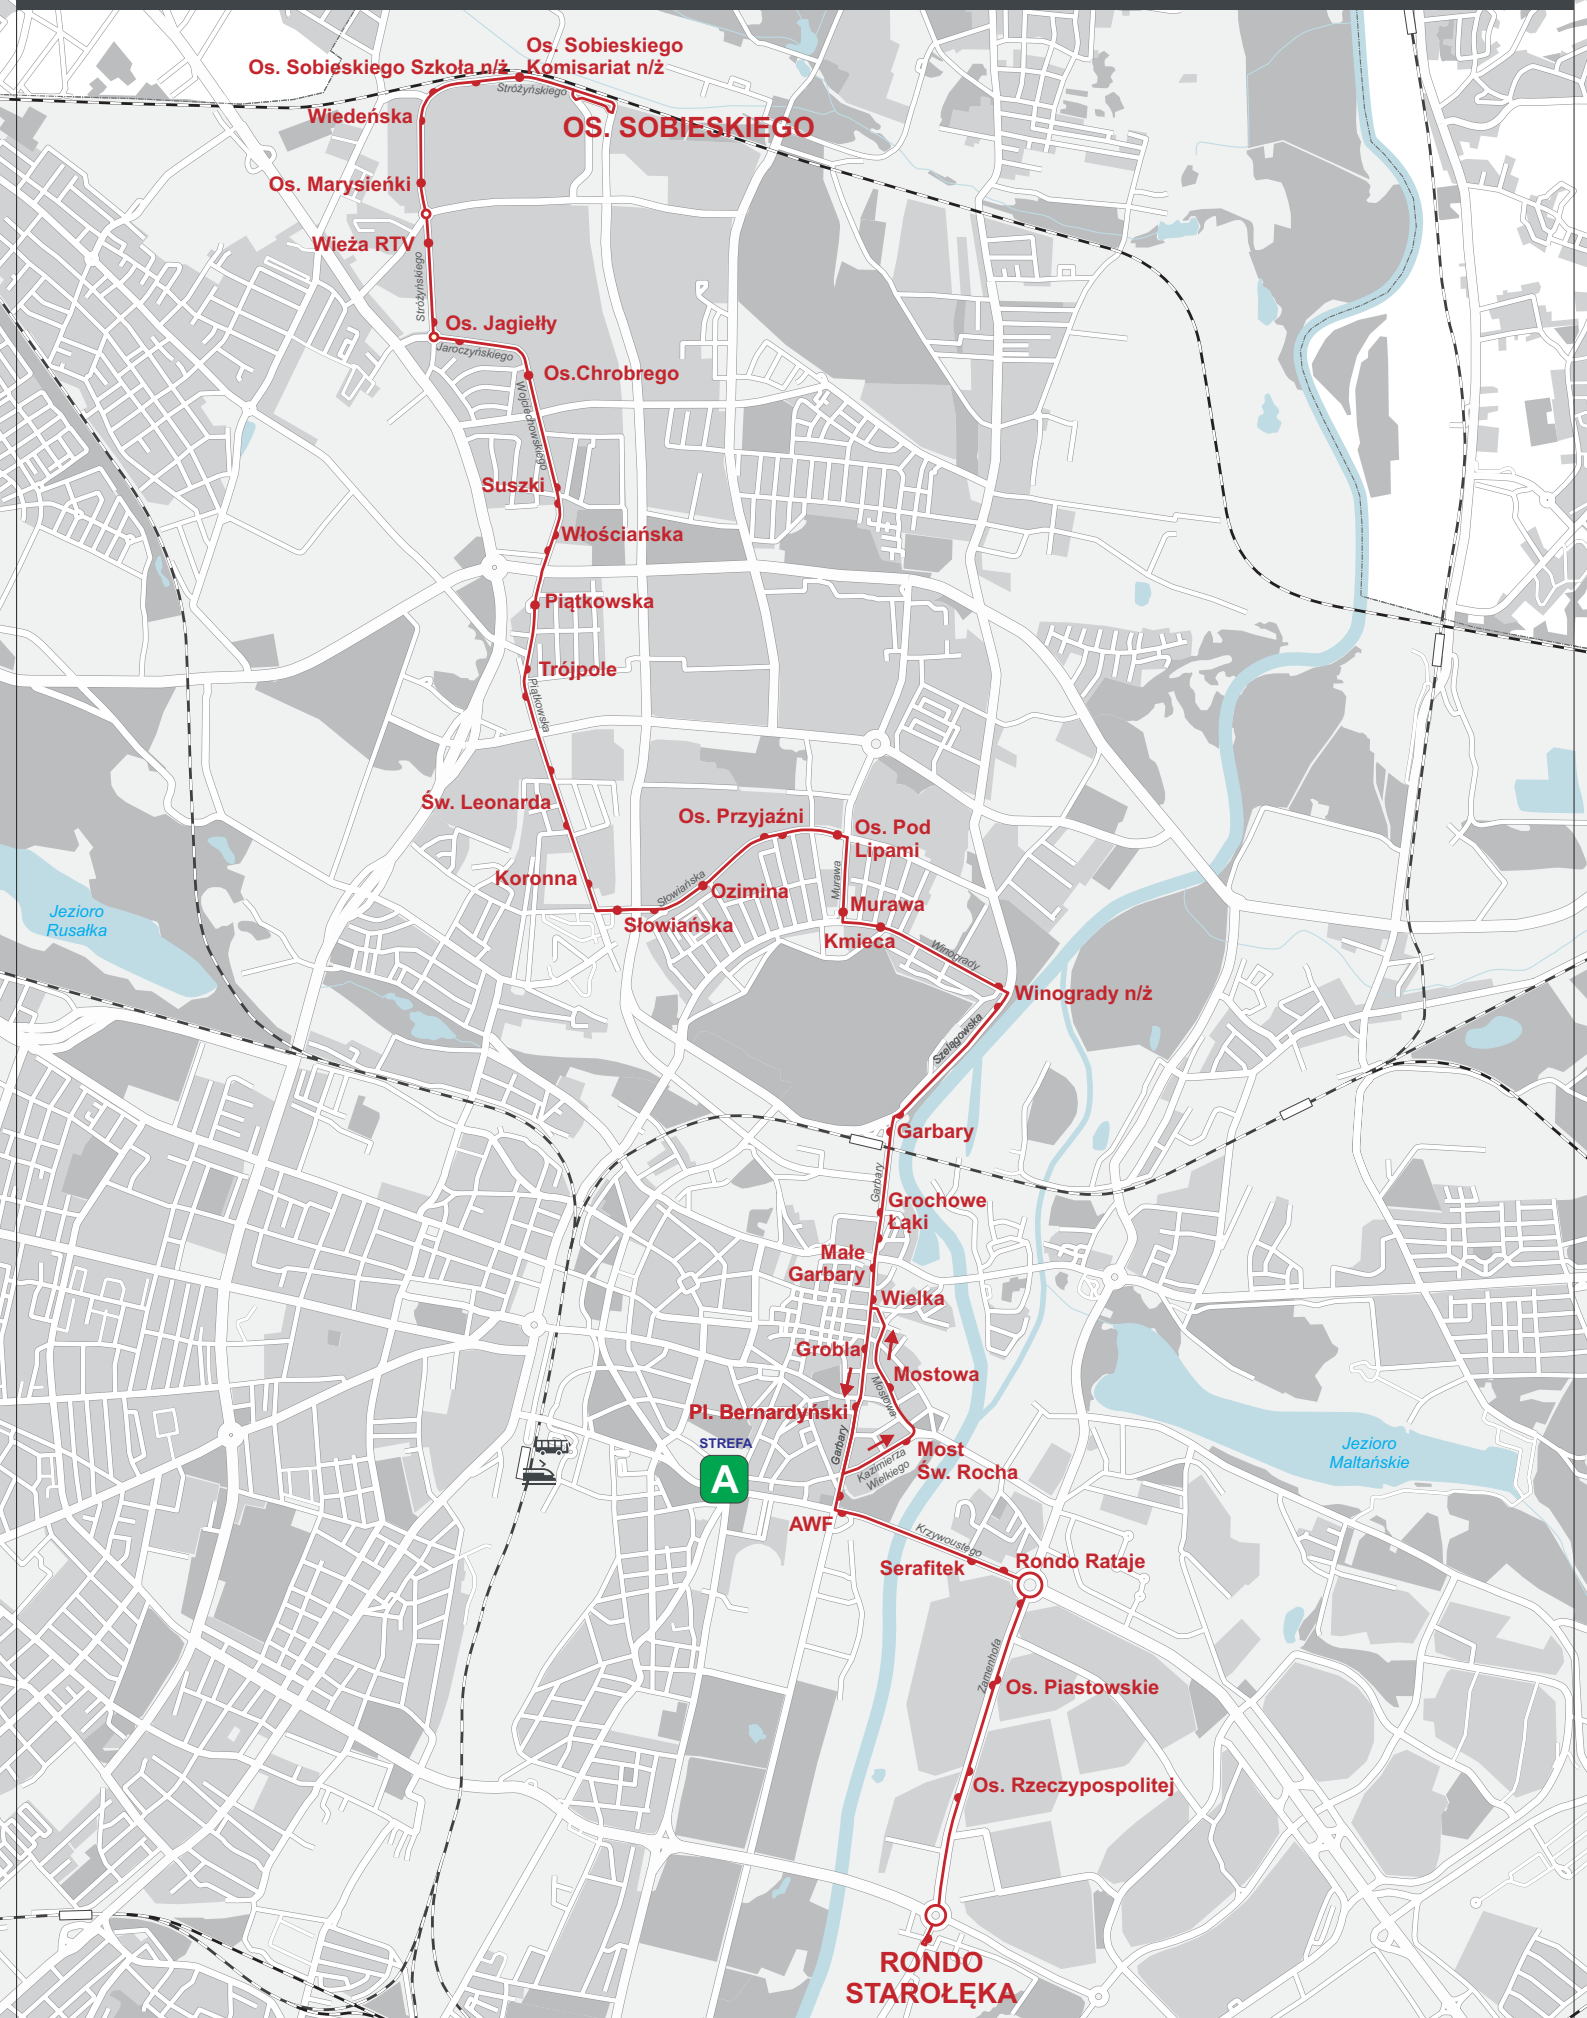 Os. Sobieskiego
Komisariat n/ż
Os. Sobieskiego Szkoła n/ż
Stróżyńskiego
OS. SOBIESKIEGO
Wiedeńska
Os. Marysieńki
Wieża RTV
Stróżyńskiego
Os. Jagiełły
Jaroczyńskiego
Os.Chrobrego
Wojciechowskiego
Suszki
Włościańska
Piątkowska
Trójpole
Piątkowska
Św. Leonarda
Os. Przyjaźni
Os. Pod
Lipami
Koronna
Słowiańska
Ozimina
Murawa
Murawa
Słowiańska
Kmieca
Winogrady
Jezioro
Rusałka
Winogrady n/ż
Szelągowska
Garbary
Garbary
Grochowe
Łąki
Małe
Garbary
Wielka
Grobla
Mostowa
Mostowa
Pl. Bernardyński
STREFA
A
Garbary
Most
Św. Rocha
Kazimierza
Wielkiego
Jezioro
Maltańskie
AWF
Krzywoustego
Serafitek
Rondo Rataje
Zamenhofa
Os. Piastowskie
Os. Rzeczypospolitej
RONDO
STAROŁĘKA